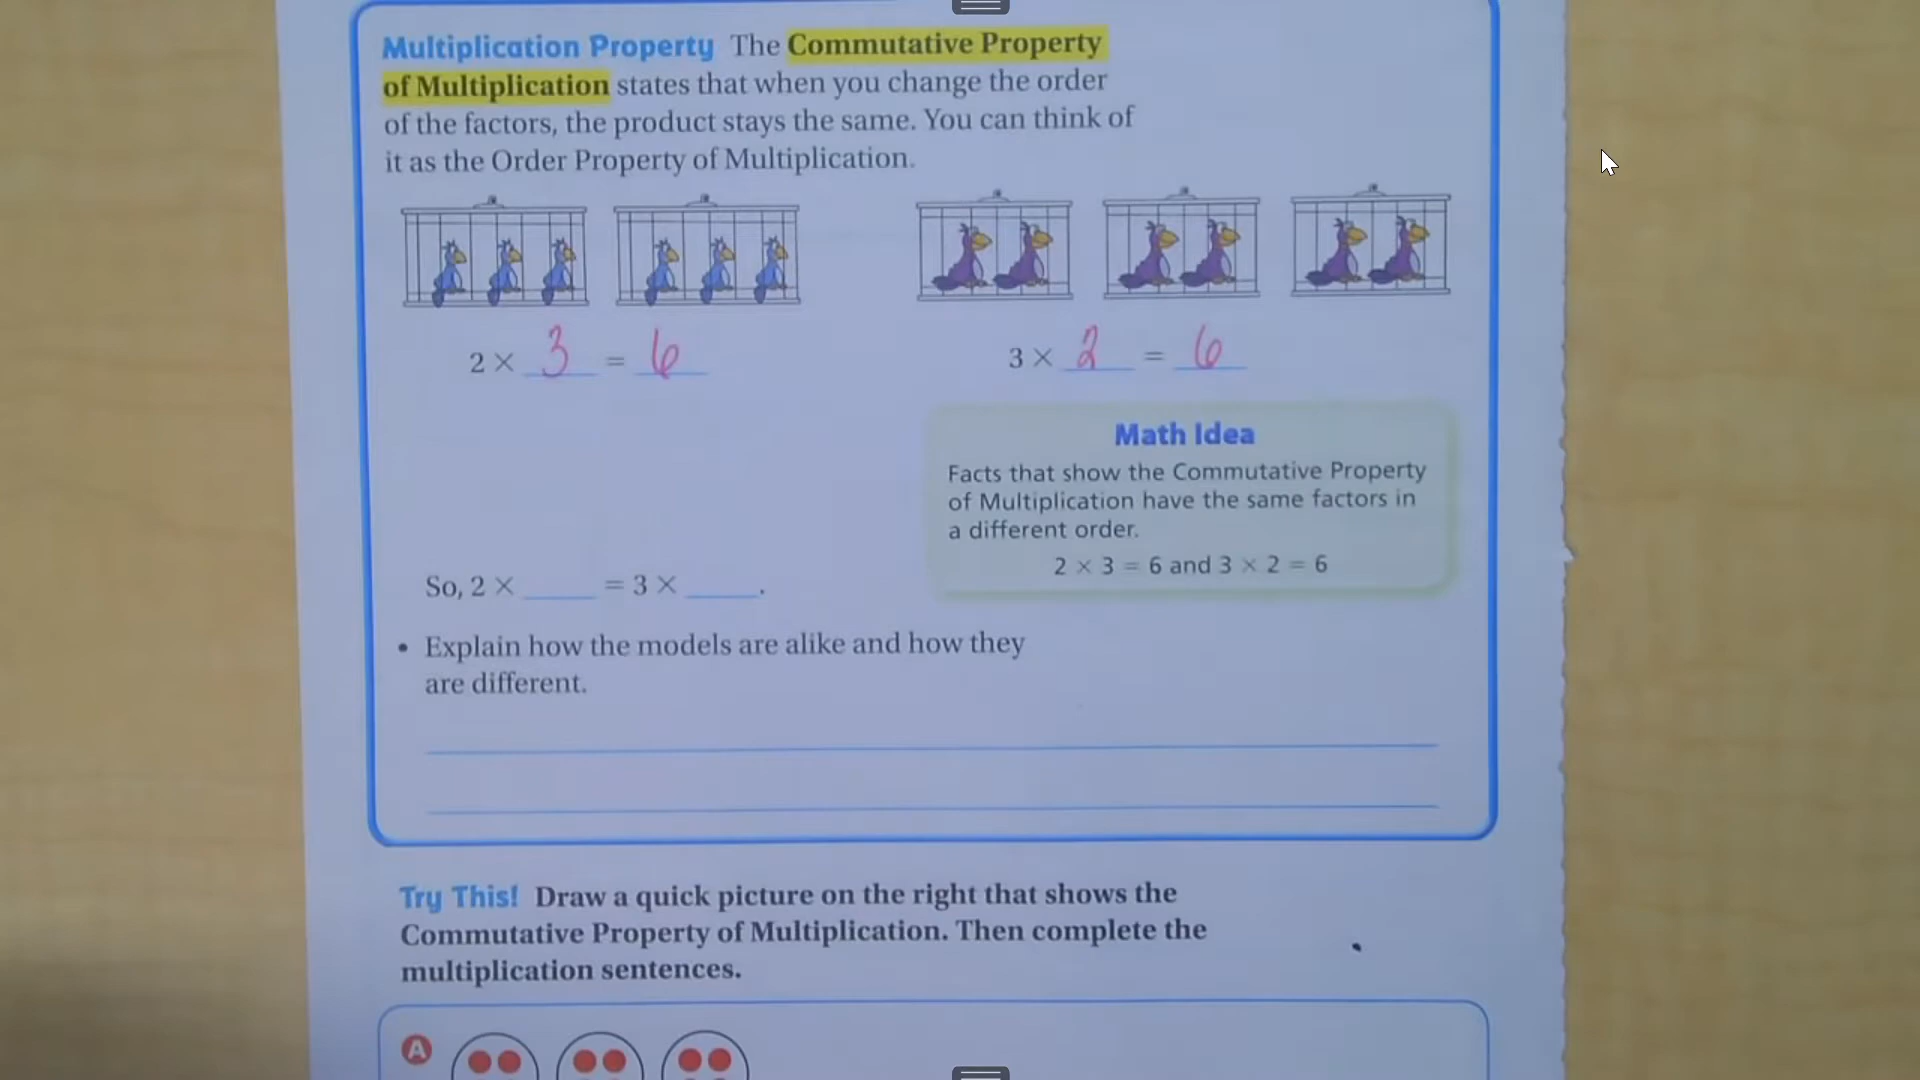 Multiplication Property The Commutative Property
of Multiplication states that when you change the order
of the factors, the product stays the same. You can think of
it as the Order Property of Multiplication.
2 × 3 = 6
3 × 2 = 6
Math Idea
Facts that show the Commutative Property
of Multiplication have the same factors in
a different order.
2 × 3 = 6 and 3 × 2 = 6
So, 2 × ____ = 3 × ____.
• Explain how the models are alike and how they
are different.
Try This! Draw a quick picture on the right that shows the
Commutative Property of Multiplication. Then complete the
multiplication sentences.
A